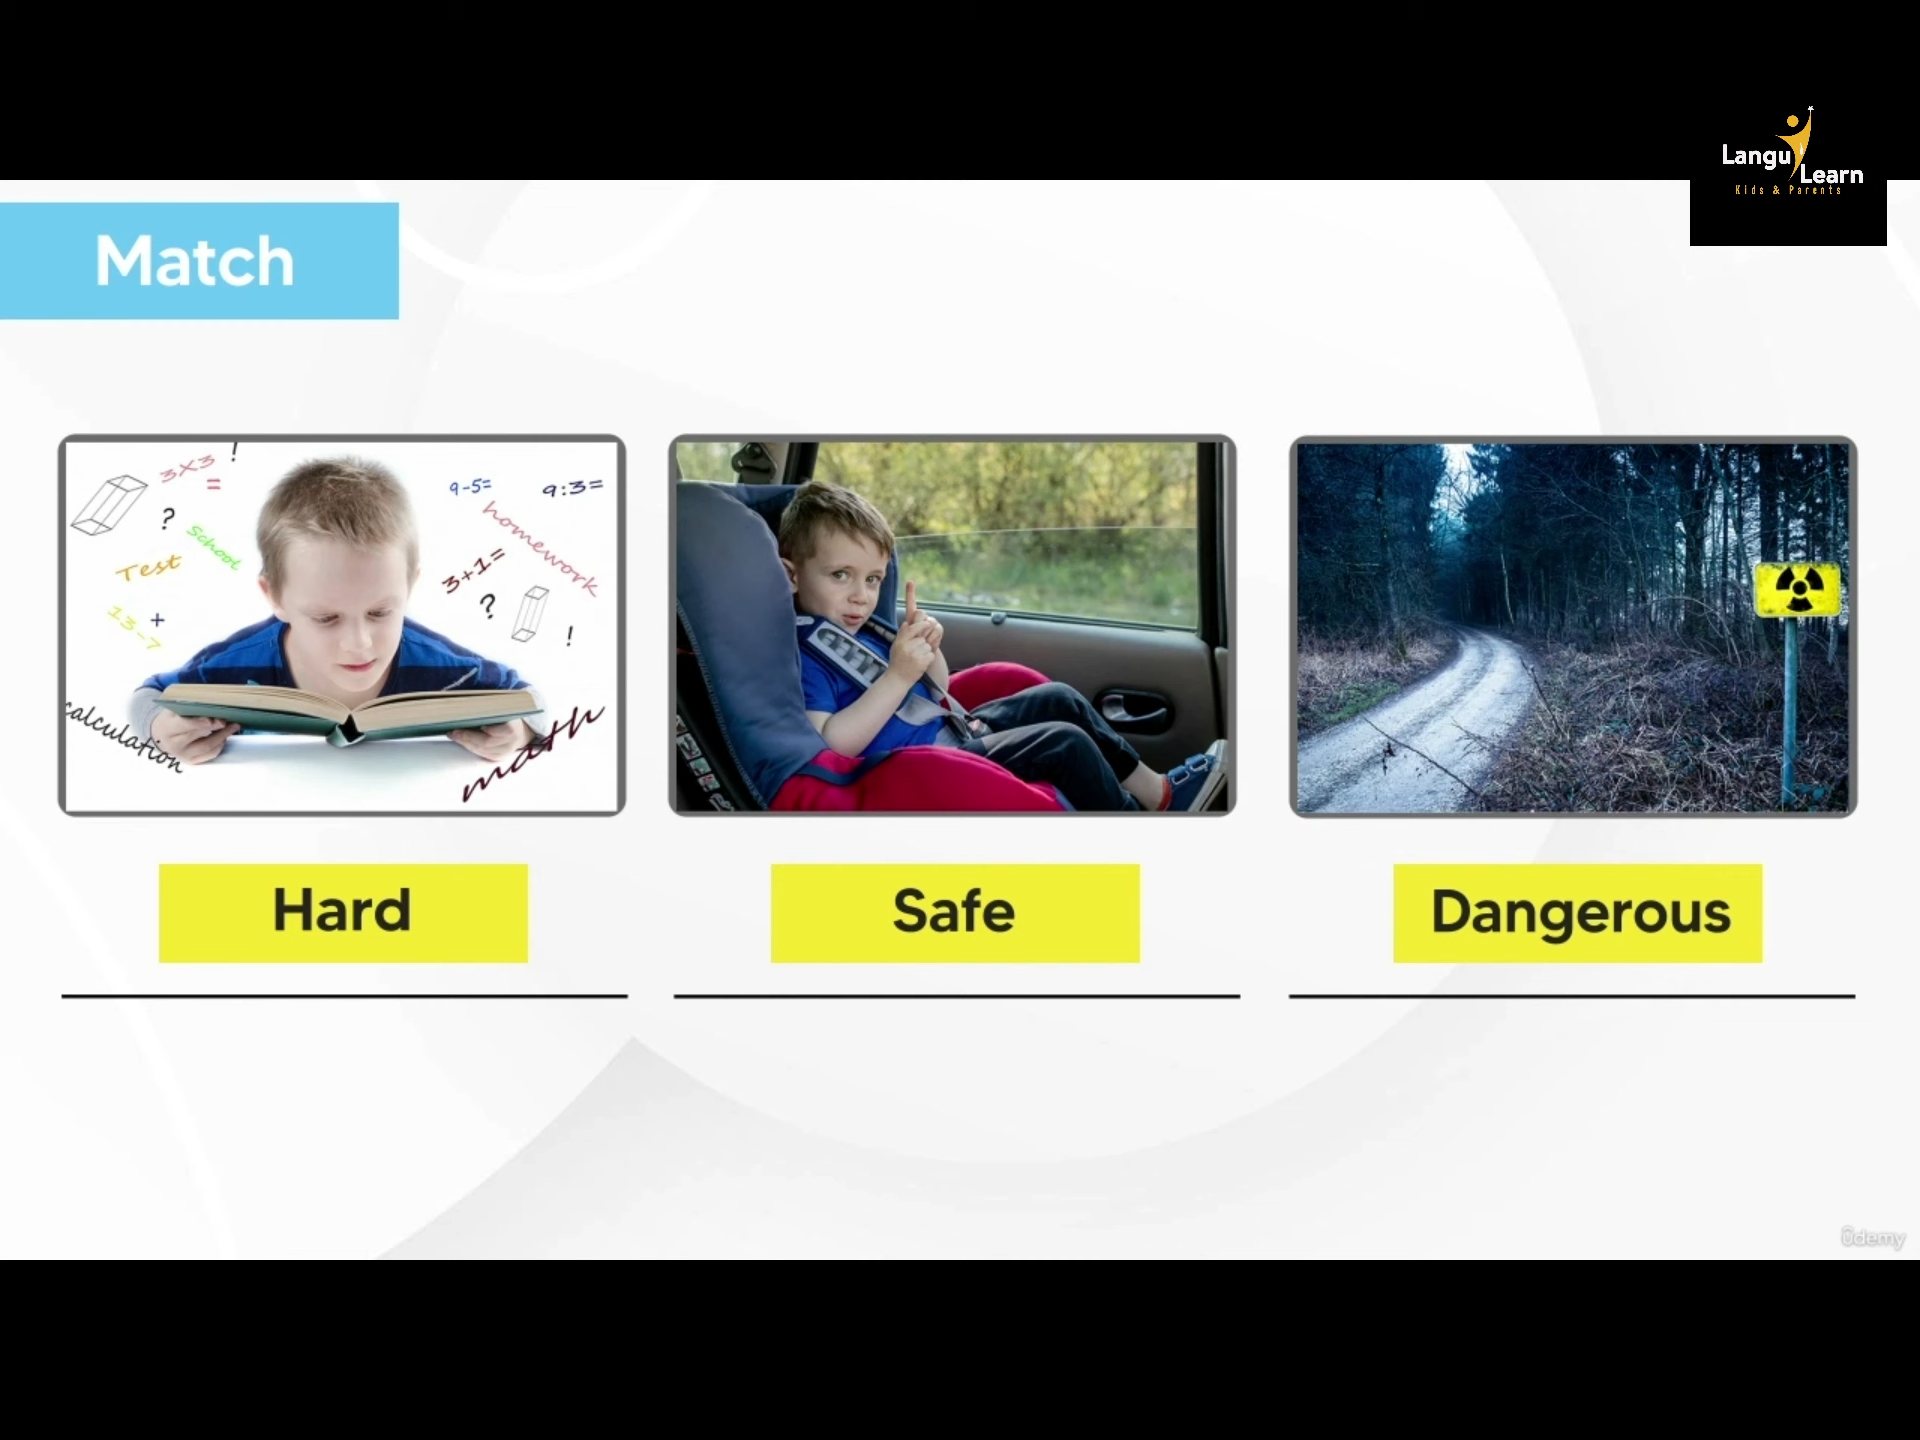 Langu
Learn
Kids & Parents
Match
3x3
=
!
?
School
Test
13-7
+
calculation
9-5=
9:3=
homework
3+1=
?
!
math
Hard
Safe
Dangerous
ûdemy